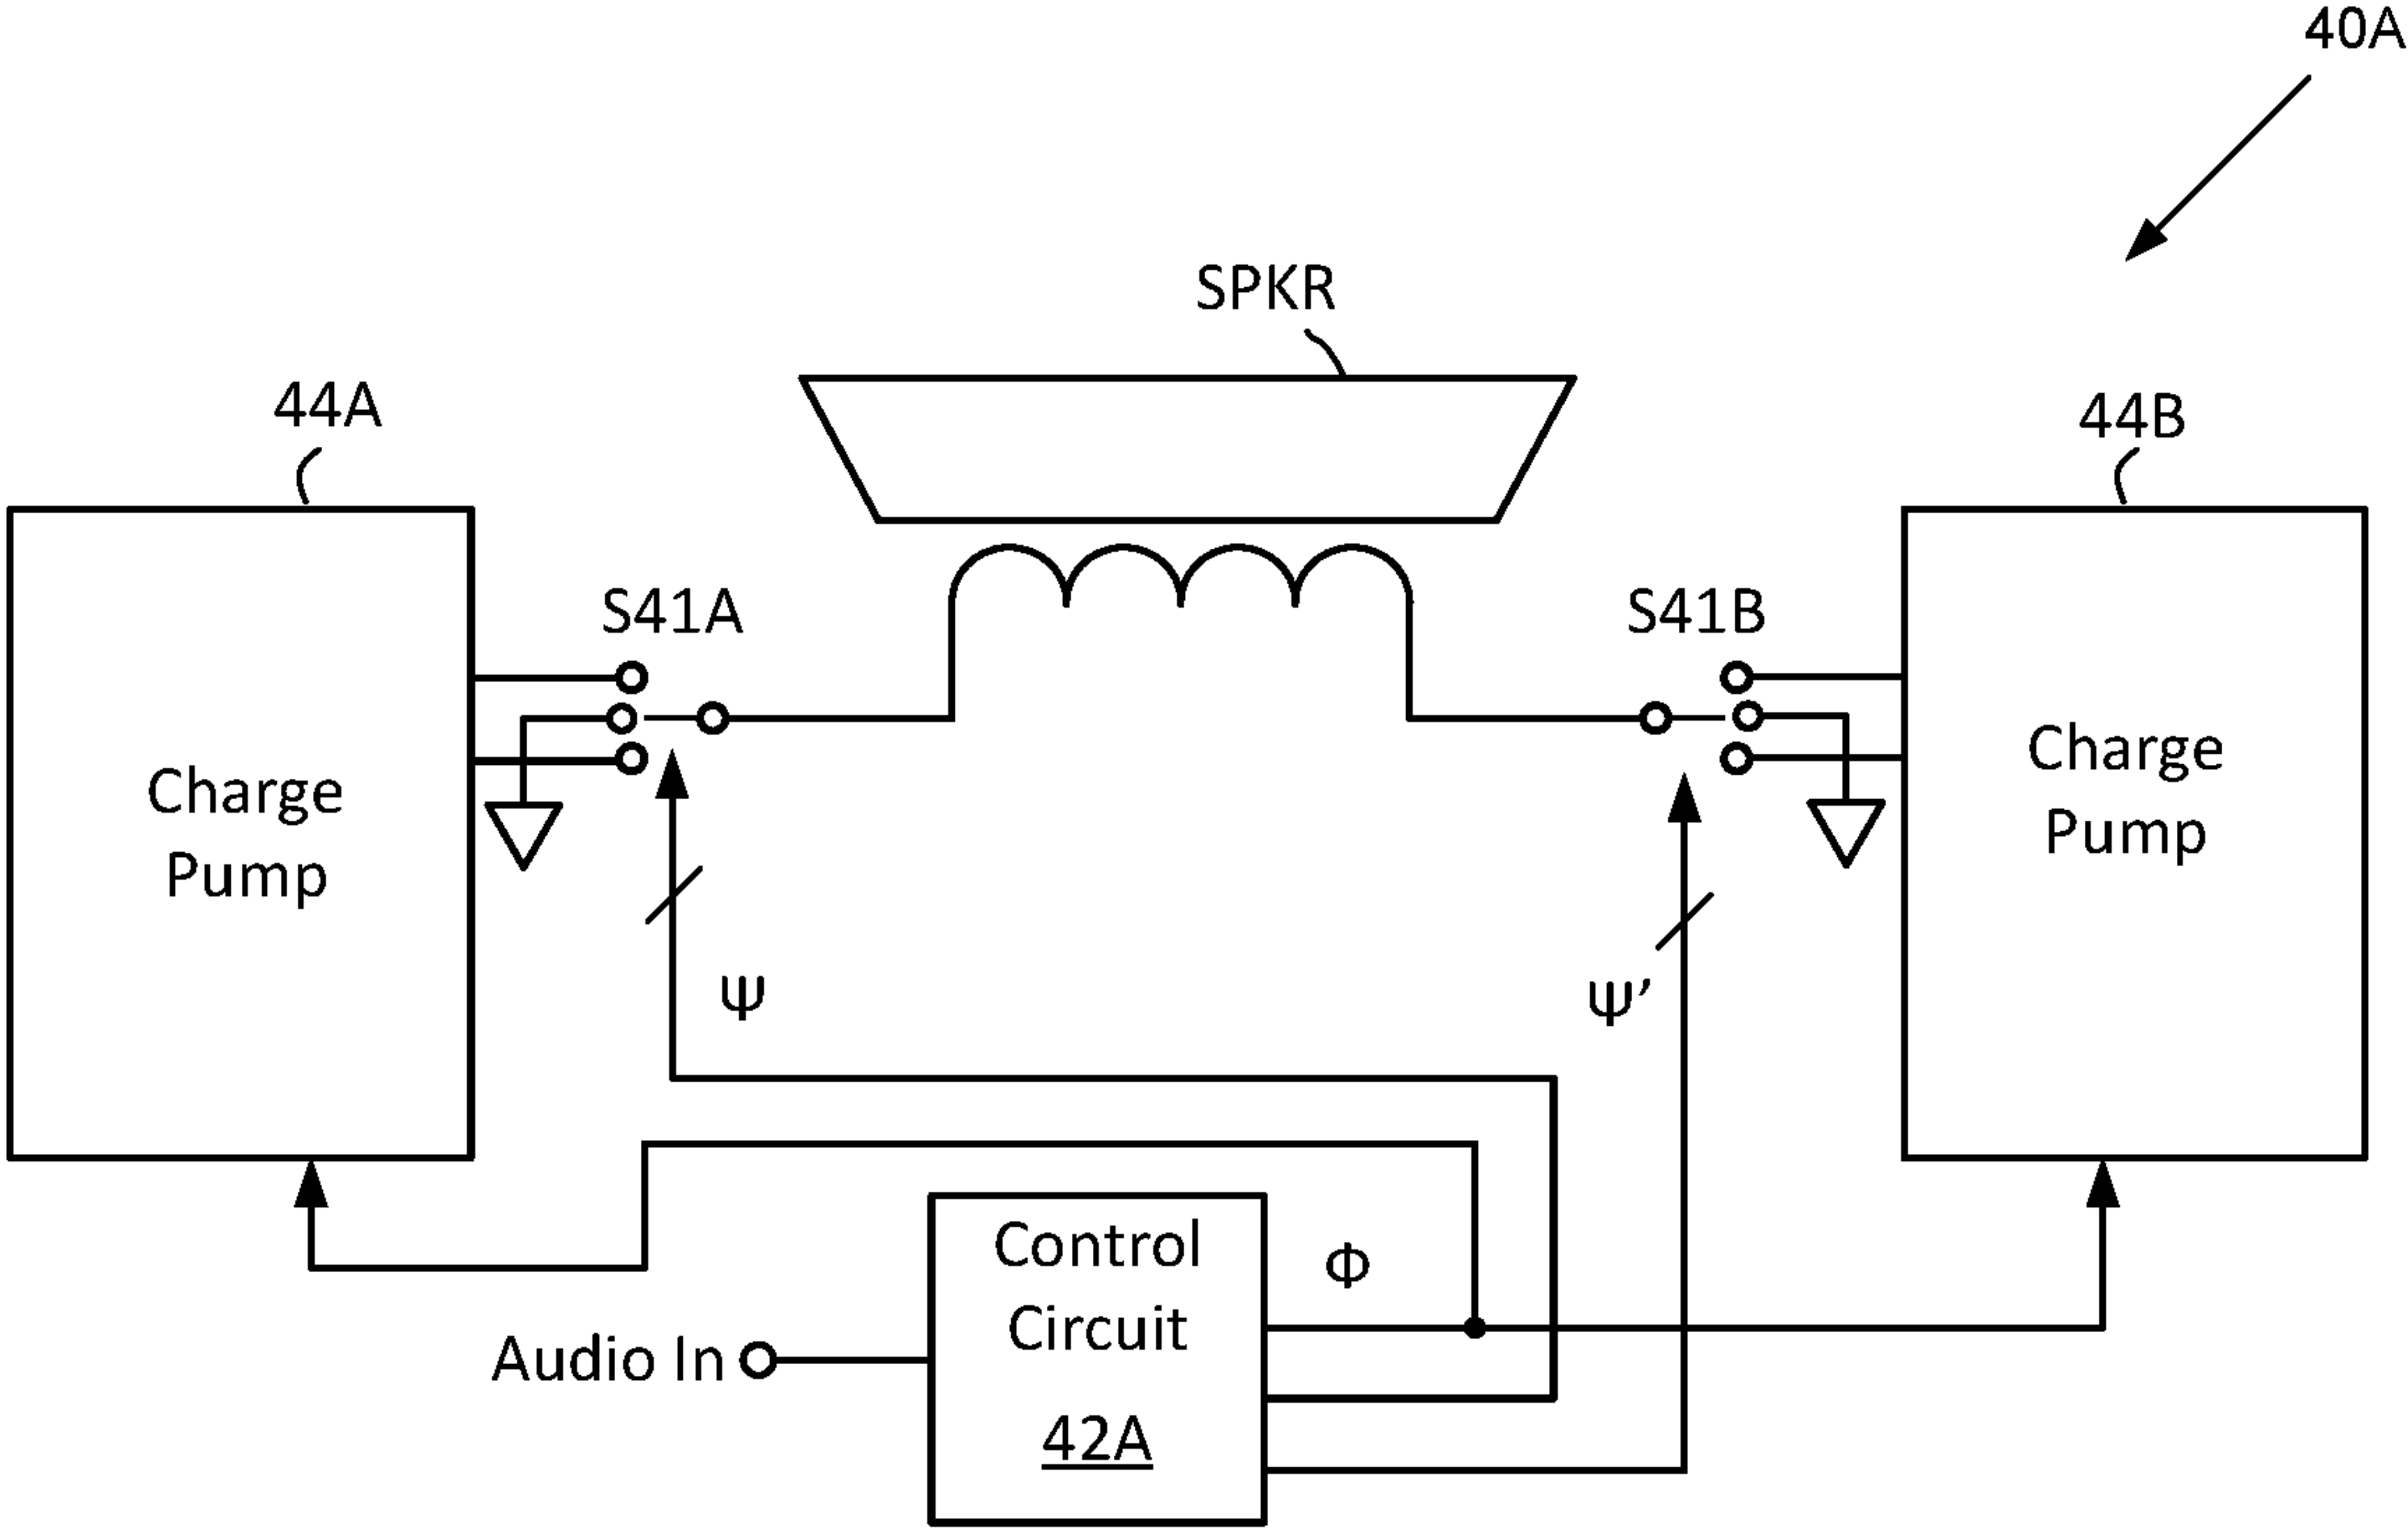 40A
SPKR
44A
44B
S41A
S41B
Charge
Pump
Charge
Pump
Ψ
Ψ’
Control
Circuit
42A
Φ
Audio In